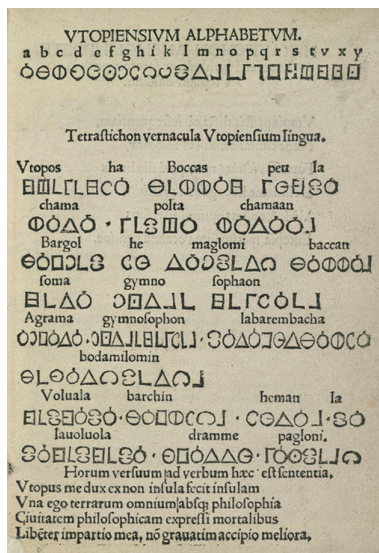 VTOPIENSIVM ALPHABETVM.
a b c d e f g h i k l m n o p q r s t v x y
Tetrastichon vernacula Vtopiensium lingua.
Vtopos ha Boccas peu la
chama polta chamaan
Bargol he maglomi baccan
soma gymno sophaon
Agrama gymnosophon labarembacha
bodamilomin
Voluala barchin heman la
lauoluola dramme pagloni.
Horum versuum ad verbum hæc est sententia.
Vtopus me dux ex non insula fecit insulam
Vna ego terrarum omnium absq; philosophia
Ciuitatem philosophicam expressi mortalibus
Libẽter impartio mea, nõ grauatim accipio meliora.